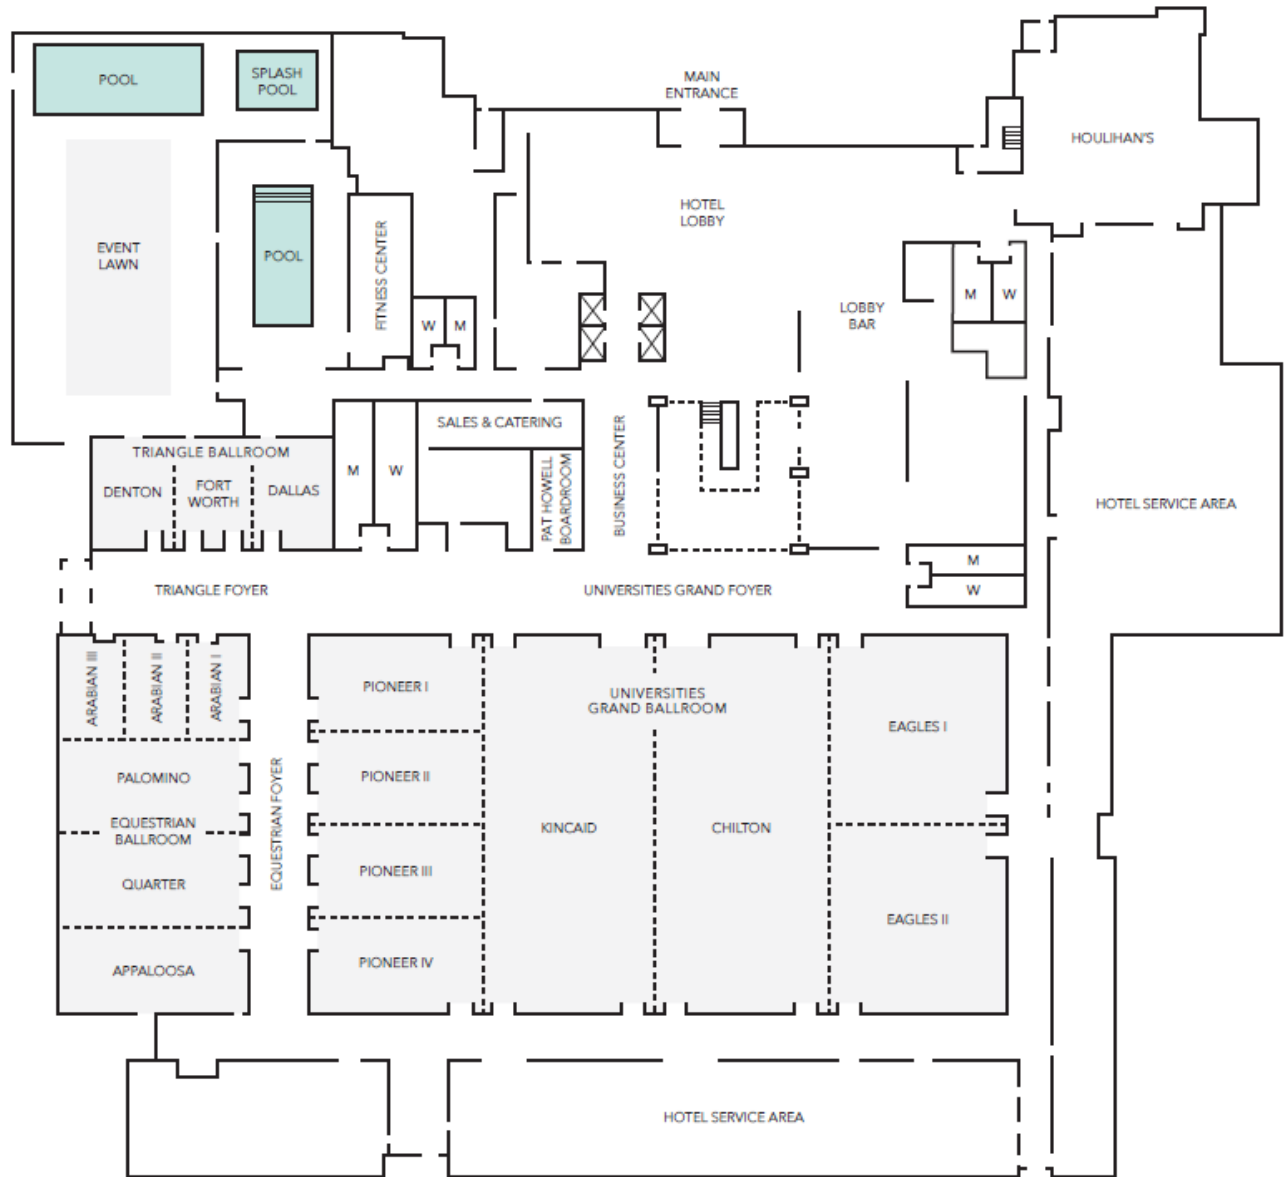 POOL
SPLASH
POOL
MAIN
ENTRANCE
HOULIHAN'S
HOTEL
LOBBY
EVENT
LAWN
POOL
FITNESS CENTER
W
M
LOBBY
BAR
M
W
SALES & CATERING
TRIANGLE BALLROOM
DENTON
FORT
WORTH
DALLAS
M
W
PAT HOWELL
BOARDROOM
BUSINESS CENTER
HOTEL SERVICE AREA
M
W
TRIANGLE FOYER
UNIVERSITIES GRAND FOYER
ARABIAN III
ARABIAN II
ARABIAN I
PIONEER I
UNIVERSITIES
GRAND BALLROOM
EAGLES I
PALOMINO
PIONEER II
EQUESTRIAN
BALLROOM
EQUESTRIAN FOYER
KINCAID
CHILTON
QUARTER
PIONEER III
EAGLES II
APPALOOSA
PIONEER IV
HOTEL SERVICE AREA